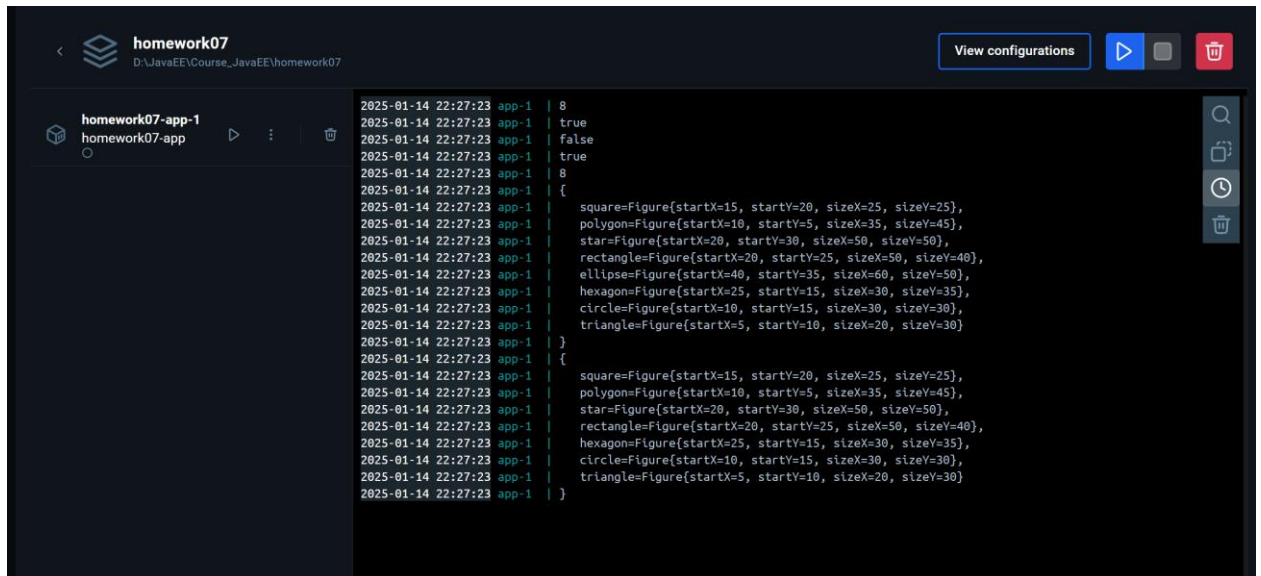 homework07
D:\JavaEE\Course_JavaEE\homework07
View configurations
homework07-app-1
homework07-app
2025-01-14 22:27:23 app-1 | 8
2025-01-14 22:27:23 app-1 | true
2025-01-14 22:27:23 app-1 | false
2025-01-14 22:27:23 app-1 | true
2025-01-14 22:27:23 app-1 | 8
2025-01-14 22:27:23 app-1 | {
2025-01-14 22:27:23 app-1 |    square=Figure{startX=15, startY=20, sizeX=25, sizeY=25},
2025-01-14 22:27:23 app-1 |    polygon=Figure{startX=10, startY=5, sizeX=35, sizeY=45},
2025-01-14 22:27:23 app-1 |    star=Figure{startX=20, startY=30, sizeX=50, sizeY=50},
2025-01-14 22:27:23 app-1 |    rectangle=Figure{startX=20, startY=25, sizeX=50, sizeY=40},
2025-01-14 22:27:23 app-1 |    ellipse=Figure{startX=40, startY=35, sizeX=60, sizeY=50},
2025-01-14 22:27:23 app-1 |    hexagon=Figure{startX=25, startY=15, sizeX=30, sizeY=35},
2025-01-14 22:27:23 app-1 |    circle=Figure{startX=10, startY=15, sizeX=30, sizeY=30},
2025-01-14 22:27:23 app-1 |    triangle=Figure{startX=5, startY=10, sizeX=20, sizeY=30}
2025-01-14 22:27:23 app-1 | }
2025-01-14 22:27:23 app-1 | {
2025-01-14 22:27:23 app-1 |    square=Figure{startX=15, startY=20, sizeX=25, sizeY=25},
2025-01-14 22:27:23 app-1 |    polygon=Figure{startX=10, startY=5, sizeX=35, sizeY=45},
2025-01-14 22:27:23 app-1 |    star=Figure{startX=20, startY=30, sizeX=50, sizeY=50},
2025-01-14 22:27:23 app-1 |    rectangle=Figure{startX=20, startY=25, sizeX=50, sizeY=40},
2025-01-14 22:27:23 app-1 |    hexagon=Figure{startX=25, startY=15, sizeX=30, sizeY=35},
2025-01-14 22:27:23 app-1 |    circle=Figure{startX=10, startY=15, sizeX=30, sizeY=30},
2025-01-14 22:27:23 app-1 |    triangle=Figure{startX=5, startY=10, sizeX=20, sizeY=30}
2025-01-14 22:27:23 app-1 | }